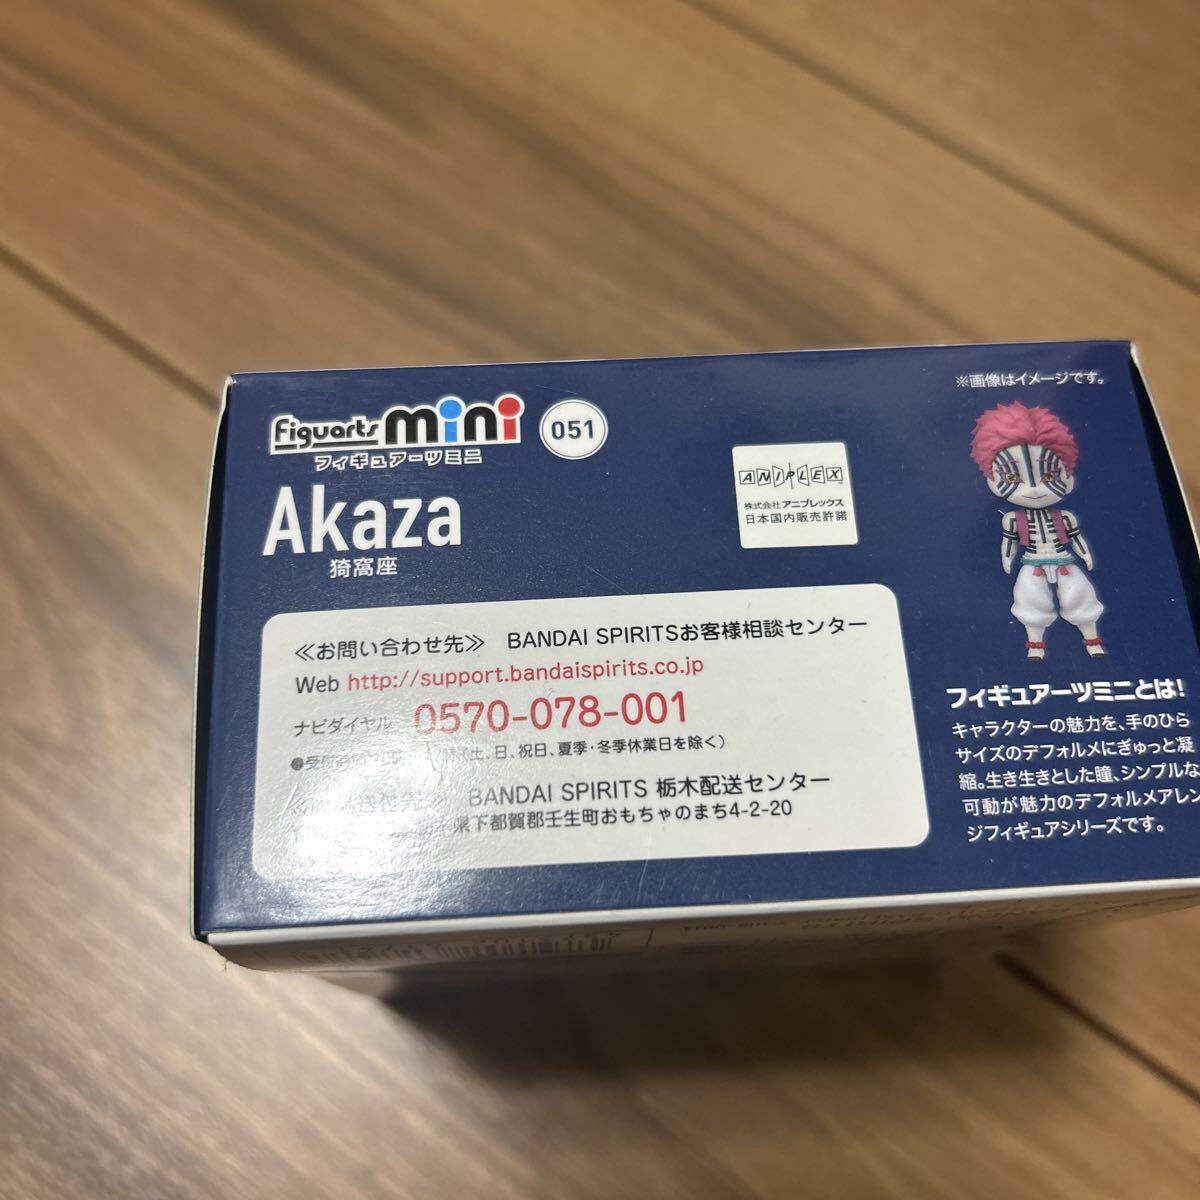 Figuarts mini
フィギュアーツミニ
051
Akaza
猗窩座
ANIPLEX
株式会社アニプレックス
日本国内販売許諾
※画像はイメージです。
≪お問い合わせ先≫ BANDAI SPIRITSお客様相談センター
Web http://support.bandaispirits.co.jp
ナビダイヤル 0570-078-001
(土、日、祝日、夏季・冬季休業日を除く)
BANDAI SPIRITS 栃木配送センター
県下都賀郡壬生町おもちゃのまち4-2-20
フィギュアーツミニとは!
キャラクターの魅力を、手のひら
サイズのデフォルメにぎゅっと凝
縮。生き生きとした瞳、シンプルな
可動が魅力のデフォルメアレン
ジフィギュアシリーズです。